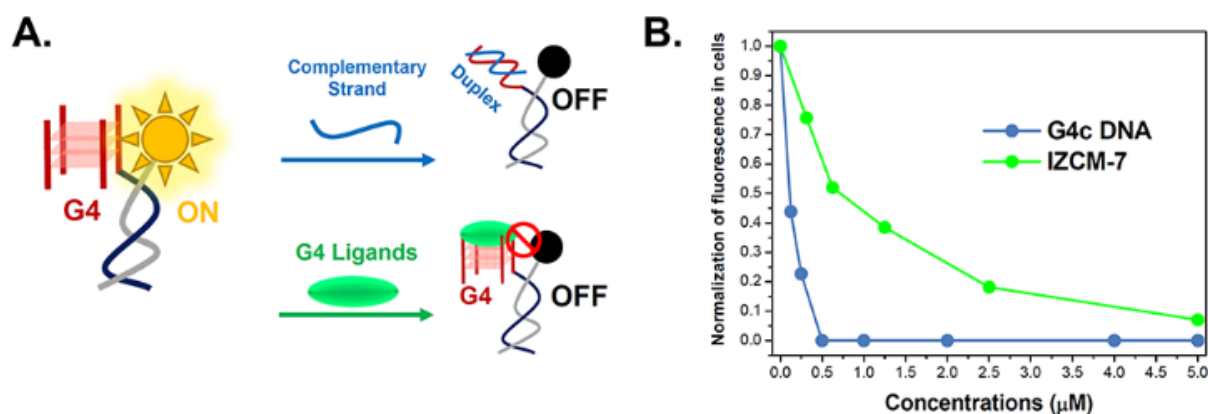 A.
G4
ON
Complementary
Strand
Duplex
OFF
G4 Ligands
G4
OFF
B.
Normalization of fluorescence in cells
1.0
0.9
0.8
0.7
0.6
0.5
0.4
0.3
0.2
0.1
0.0
G4c DNA
IZCM-7
0.0 0.5 1.0 1.5 2.0 2.5 3.0 3.5 4.0 4.5 5.0
Concentrations (μM)